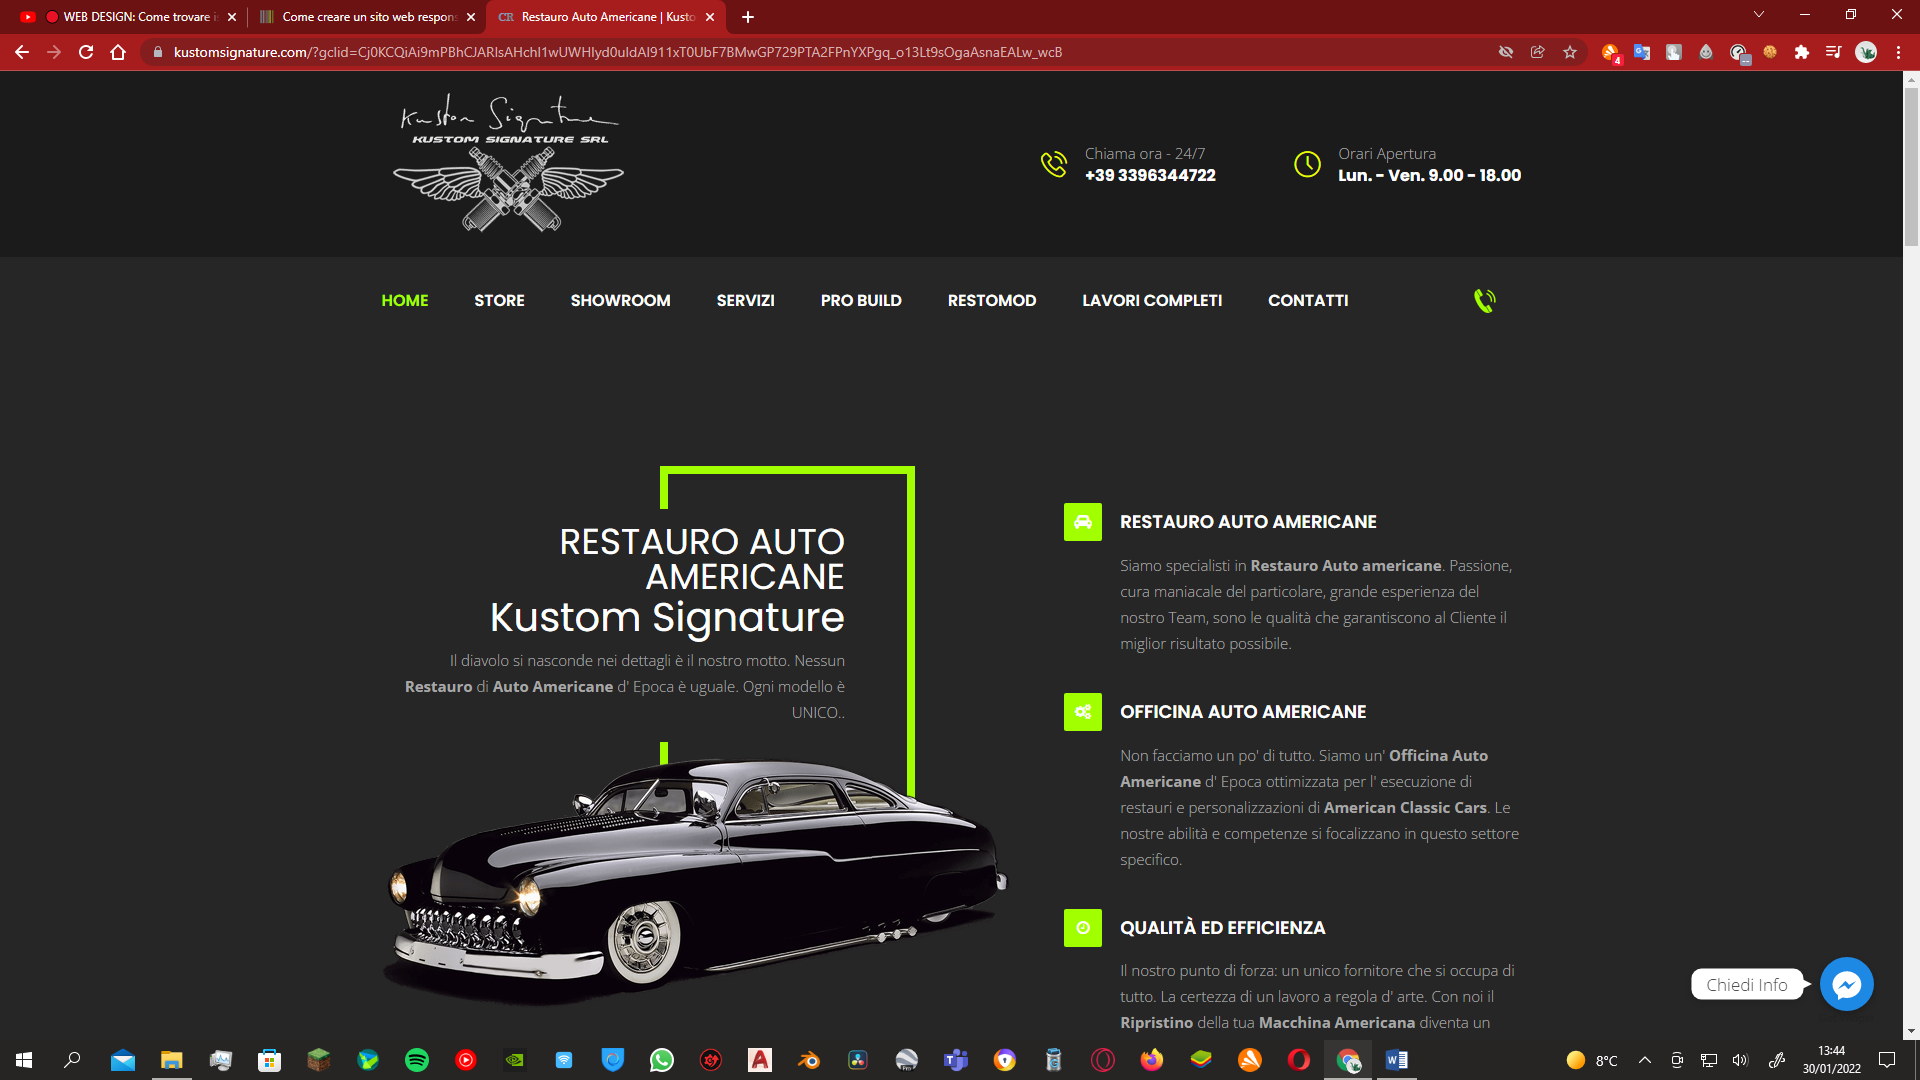 WEB DESIGN: Come trovare i
Come creare un sito web respons
CR Restauro Auto Americane | Kusto
kustomsignature.com/?gclid=Cj0KCQiAi9mPBhCJARIsAHchl1wUWHlyd0uIdAl911xT0UbF7BMwGP729PTA2FPnYXPgq_o13Lt9sOgaAsnaEALw_wcB
4
Kustom Signature
KUSTOM SIGNATURE SRL
Chiama ora - 24/7
+39 3396344722
Orari Apertura
Lun. - Ven. 9.00 - 18.00
HOME STORE SHOWROOM SERVIZI PRO BUILD RESTOMOD LAVORI COMPLETI CONTATTI
RESTAURO AUTO
AMERICANE
Kustom Signature
Il diavolo si nasconde nei dettagli è il nostro motto. Nessun
Restauro di Auto Americane d' Epoca è uguale. Ogni modello è
UNICO..
RESTAURO AUTO AMERICANE
Siamo specialisti in Restauro Auto americane. Passione,
cura maniacale del particolare, grande esperienza del
nostro Team, sono le qualità che garantiscono al Cliente il
miglior risultato possibile.
OFFICINA AUTO AMERICANE
Non facciamo un po' di tutto. Siamo un' Officina Auto
Americane d' Epoca ottimizzata per l' esecuzione di
restauri e personalizzazioni di American Classic Cars. Le
nostre abilità e competenze si focalizzano in questo settore
specifico.
QUALITÀ ED EFFICIENZA
Il nostro punto di forza: un unico fornitore che si occupa di
tutto. La certezza di un lavoro a regola d' arte. Con noi il
Ripristino della tua Macchina Americana diventa un
Chiedi Info
8°C
13:44
30/01/2022